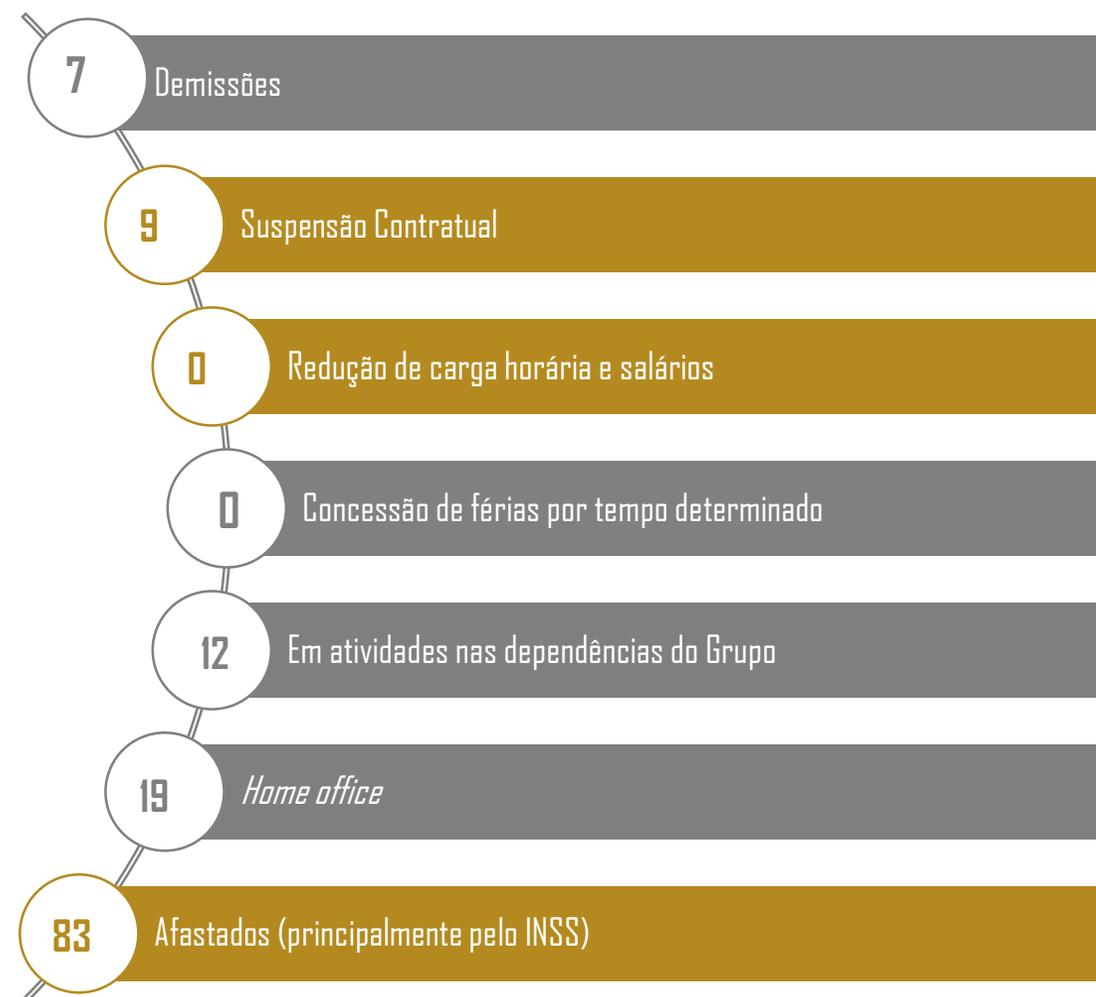 7 Demissões
9 Suspensão Contratual
0 Redução de carga horária e salários
0 Concessão de férias por tempo determinado
12 Em atividades nas dependências do Grupo
19 Home office
83 Afastados (principalmente pelo INSS)